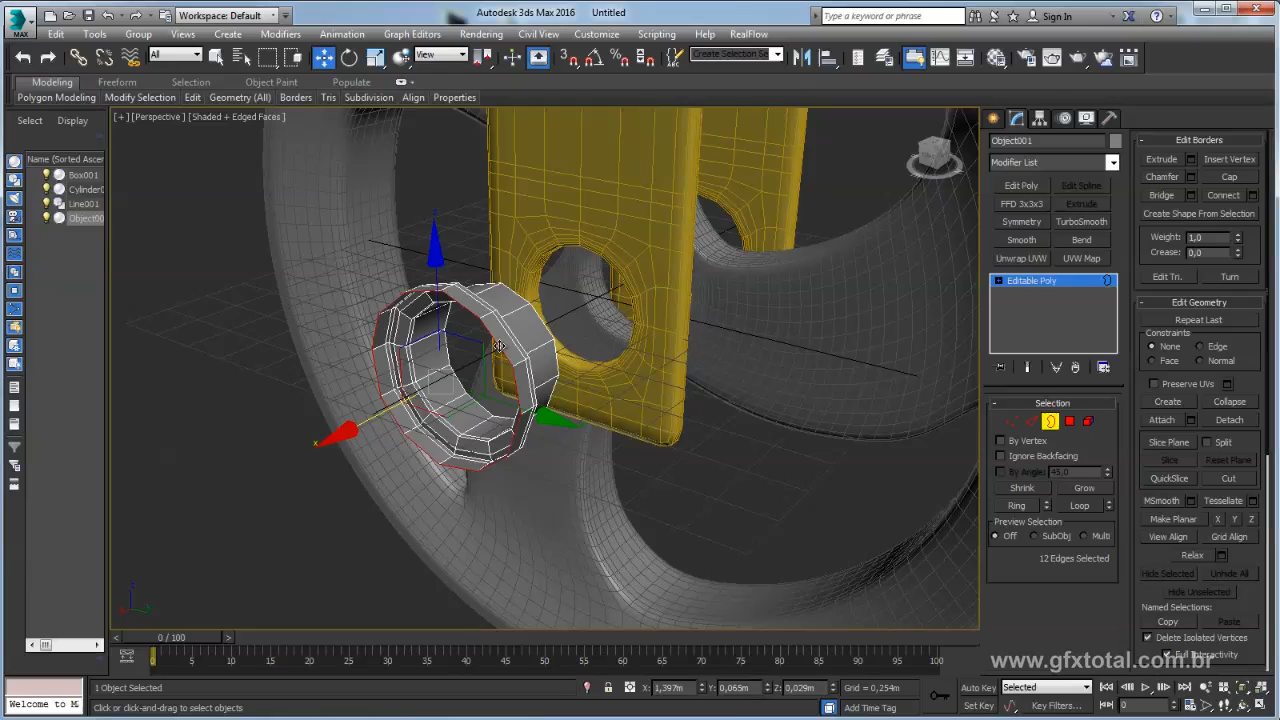 MAX
Workspace: Default
Autodesk 3ds Max 2016
Untitled
Type a keyword or phrase
Sign In
Edit Tools Group Views Create Modifiers Animation Graph Editors Rendering Civil View Customize Scripting Help RealFlow
All
View
Create Selection Se
Modeling Freeform Selection Object Paint Populate
Polygon Modeling Modify Selection Edit Geometry (All) Borders Tris Subdivision Align Properties
Select Display
Name (Sorted Ascen
Box001
Cylinder0
Line001
Object00
[+] [Perspective] [Shaded + Edged Faces]
x
Object001
Modifier List
Edit Poly Edit Spline
FFD 3x3x3 Extrude
Symmetry TurboSmooth
Smooth Bend
Unwrap UVW UVW Map
Editable Poly
Selection
By Vertex
Ignore Backfacing
By Angle: 45,0
Shrink Grow
Ring Loop
Preview Selection
Off SubObj Multi
12 Edges Selected
Edit Borders
Extrude Insert Vertex
Chamfer Cap
Bridge Connect
Create Shape From Selection
Weight: 1,0
Crease: 0,0
Edit Tri. Turn
Edit Geometry
Repeat Last
Constraints
None Edge
Face Normal
Preserve UVs
Create Collapse
Attach Detach
Slice Plane Split
Slice Reset Plane
QuickSlice Cut
MSmooth Tessellate
Make Planar X Y Z
View Align Grid Align
Relax
Hide Selected Unhide All
Hide Unselected
Named Selections:
Copy Paste
Delete Isolated Vertices
Full Interactivity
www.gfxtotal.com.br
0 / 100
0 5 10 15 20 25 30 35 40 45 50 55 60 65 70 75 80 85 90 95 100
1 Object Selected
X: 1,397m Y: 0,065m Z: 0,029m Grid = 0,254m
Auto Key Selected
Welcome to M
Click or click-and-drag to select objects
Add Time Tag
Set Key Key Filters...
0